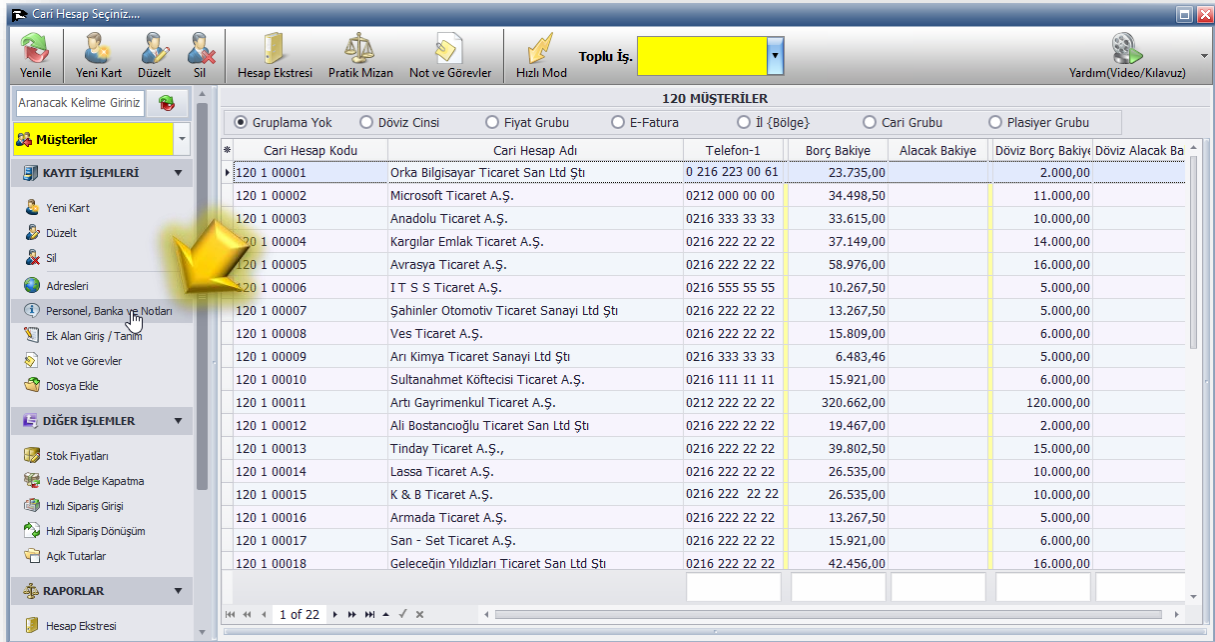 Cari Hesap Seçiniz....
Yenile Yeni Kart Düzelt Sil Hesap Ekstresi Pratik Mizan Not ve Görevler Hızlı Mod Toplu İş. Yardım(Video/Kılavuz)
Aranacak Kelime Giriniz
Müşteriler
KAYIT İŞLEMLERİ
Yeni Kart
Düzelt
Sil
Adresleri
Personel, Banka ve Notları
Ek Alan Giriş / Tanım
Not ve Görevler
Dosya Ekle
DİĞER İŞLEMLER
Stok Fiyatları
Vade Belge Kapatma
Hızlı Sipariş Girişi
Hızlı Sipariş Dönüşüm
Açık Tutarlar
RAPORLAR
Hesap Ekstresi
120 MÜŞTERİLER
Gruplama Yok Döviz Cinsi Fiyat Grubu E-Fatura İl {Bölge} Cari Grubu Plasiyer Grubu
Cari Hesap Kodu Cari Hesap Adı Telefon-1 Borç Bakiye Alacak Bakiye Döviz Borç Bakiye Döviz Alacak Ba
120 1 00001 Orka Bilgisayar Ticaret San Ltd Şti 0 216 223 00 61 23.735,00 2.000,00
120 1 00002 Microsoft Ticaret A.Ş. 0212 000 00 00 34.498,50 11.000,00
120 1 00003 Anadolu Ticaret A.Ş. 0216 333 33 33 33.615,00 10.000,00
120 1 00004 Kargılar Emlak Ticaret A.Ş. 0216 222 22 22 37.149,00 14.000,00
120 1 00005 Avrasya Ticaret A.Ş. 0216 222 22 22 58.976,00 16.000,00
120 1 00006 I T S S Ticaret A.Ş. 0216 555 55 55 10.267,50 5.000,00
120 1 00007 Şahinler Otomotiv Ticaret Sanayi Ltd Şti 0216 222 22 22 13.267,50 5.000,00
120 1 00008 Ves Ticaret A.Ş. 0216 222 22 22 15.809,00 6.000,00
120 1 00009 Arı Kimya Ticaret Sanayi Ltd Şti 0216 333 33 33 6.483,46 5.000,00
120 1 00010 Sultanahmet Köftecisi Ticaret A.Ş. 0216 111 11 11 15.921,00 6.000,00
120 1 00011 Artı Gayrimenkul Ticaret A.Ş. 0212 222 22 22 320.662,00 120.000,00
120 1 00012 Ali Bostancıoğlu Ticaret San Ltd Şti 0216 222 22 22 19.467,00 2.000,00
120 1 00013 Tinday Ticaret A.Ş., 0216 222 22 22 39.802,50 15.000,00
120 1 00014 Lassa Ticaret A.Ş. 0216 222 22 22 26.535,00 10.000,00
120 1 00015 K & B Ticaret A.Ş. 0216 222 22 22 26.535,00 10.000,00
120 1 00016 Armada Ticaret A.Ş. 0216 222 22 22 13.267,50 5.000,00
120 1 00017 San - Set Ticaret A.Ş. 0216 222 22 22 15.921,00 6.000,00
120 1 00018 Geleceğin Yıldızları Ticaret San Ltd Şti 0216 222 22 22 42.456,00 16.000,00
1 of 22